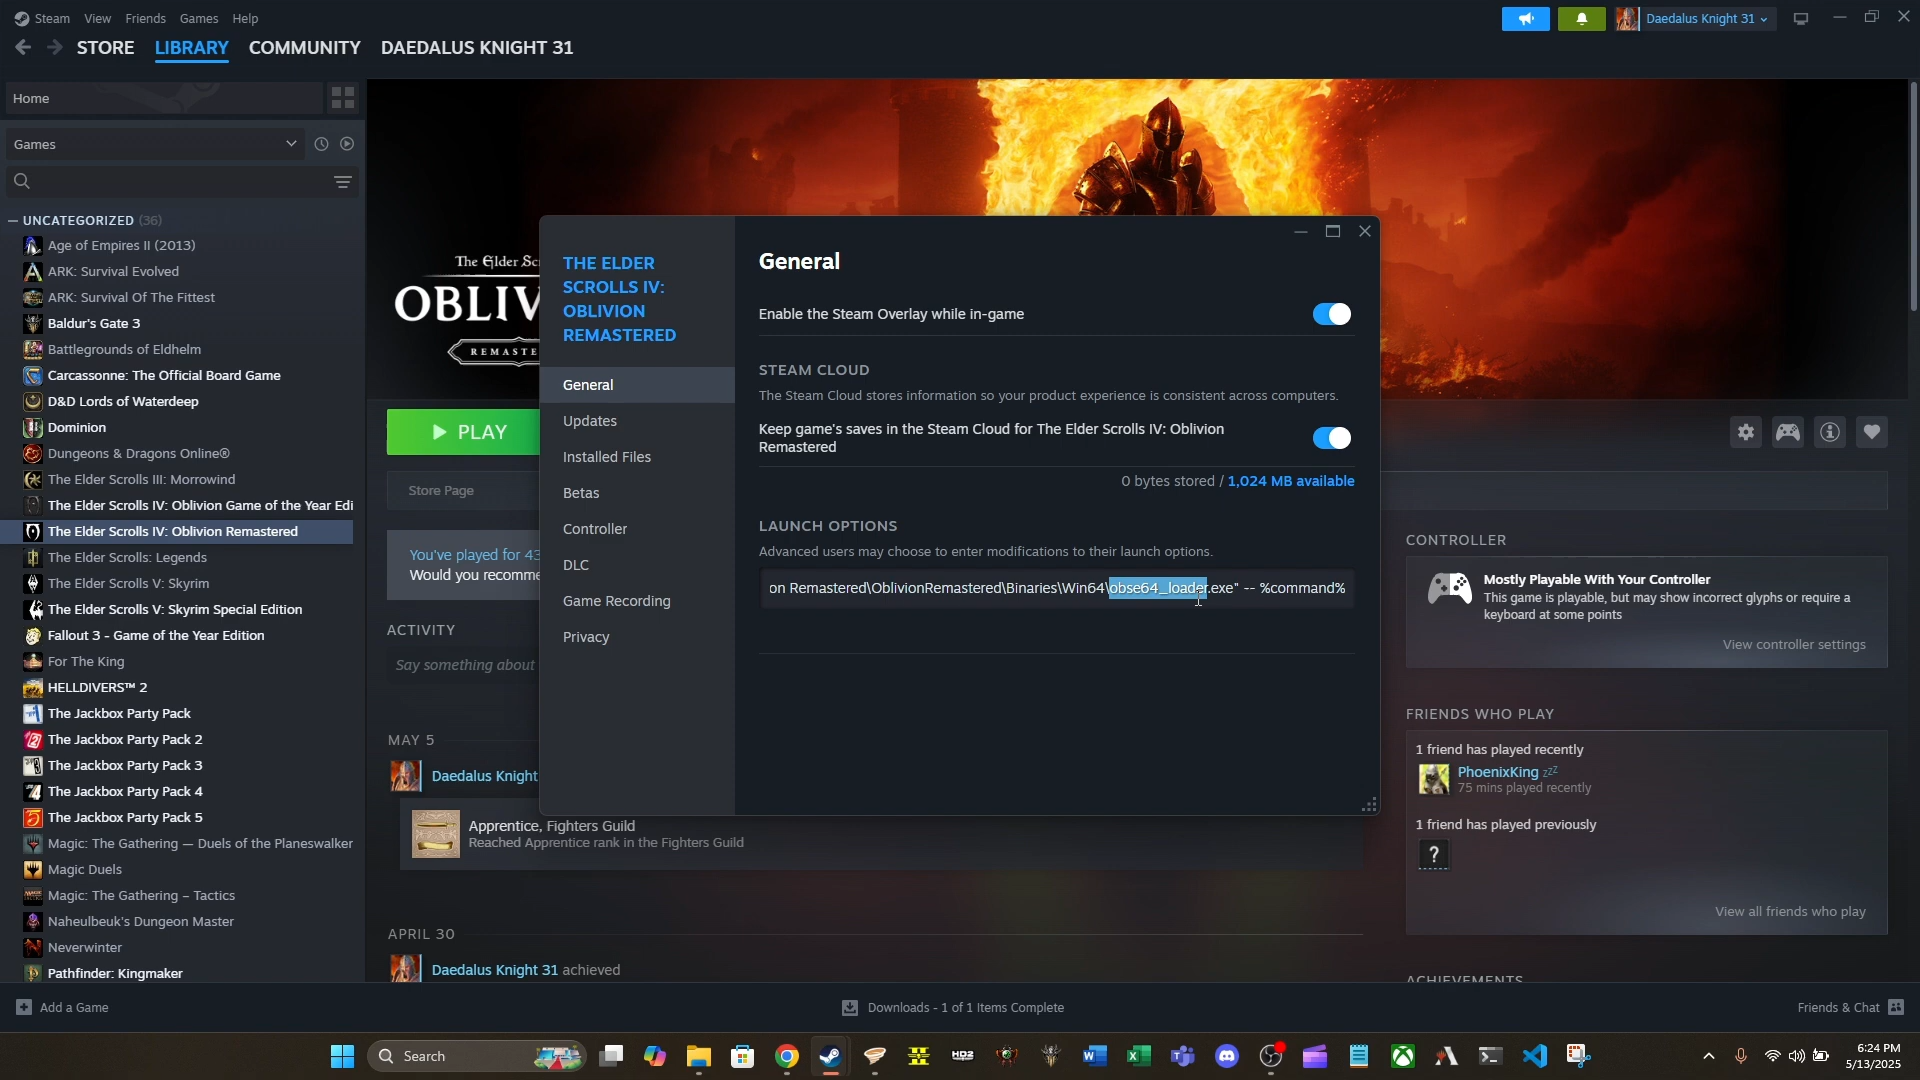 Steam View Friends Games Help
Daedalus Knight 31
STORE LIBRARY COMMUNITY DAEDALUS KNIGHT 31
Home
Games
UNCATEGORIZED (36)
Age of Empires II (2013)
ARK: Survival Evolved
ARK: Survival Of The Fittest
Baldur's Gate 3
Battlegrounds of Eldhelm
Carcassonne: The Official Board Game
D&D Lords of Waterdeep
Dominion
Dungeons & Dragons Online®
The Elder Scrolls III: Morrowind
The Elder Scrolls IV: Oblivion Game of the Year Edi
The Elder Scrolls IV: Oblivion Remastered
The Elder Scrolls: Legends
The Elder Scrolls V: Skyrim
The Elder Scrolls V: Skyrim Special Edition
Fallout 3 - Game of the Year Edition
For The King
HELLDIVERS™ 2
The Jackbox Party Pack
The Jackbox Party Pack 2
The Jackbox Party Pack 3
The Jackbox Party Pack 4
The Jackbox Party Pack 5
Magic: The Gathering — Duels of the Planeswalker
Magic Duels
Magic: The Gathering – Tactics
Naheulbeuk's Dungeon Master
Neverwinter
Pathfinder: Kingmaker
The Elder Sc
OBLIV
REMASTE
PLAY
Store Page
You've played for 43
Would you recomme
ACTIVITY
Say something about
MAY 5
Daedalus Knight
Apprentice, Fighters Guild
Reached Apprentice rank in the Fighters Guild
APRIL 30
Daedalus Knight 31 achieved
THE ELDER
SCROLLS IV:
OBLIVION
REMASTERED
General
Updates
Installed Files
Betas
Controller
DLC
Game Recording
Privacy
General
Enable the Steam Overlay while in-game
STEAM CLOUD
The Steam Cloud stores information so your product experience is consistent across computers.
Keep game's saves in the Steam Cloud for The Elder Scrolls IV: Oblivion
Remastered
0 bytes stored / 1,024 MB available
LAUNCH OPTIONS
Advanced users may choose to enter modifications to their launch options.
on Remastered\OblivionRemastered\Binaries\Win64\obse64_loader.exe" -- %command%
CONTROLLER
Mostly Playable With Your Controller
This game is playable, but may show incorrect glyphs or require a
keyboard at some points
View controller settings
FRIENDS WHO PLAY
1 friend has played recently
PhoenixKing zzz
75 mins played recently
1 friend has played previously
?
View all friends who play
ACHIEVEMENTS
Add a Game
Downloads - 1 of 1 Items Complete
Friends & Chat
Search
HD2
6:24 PM
5/13/2025